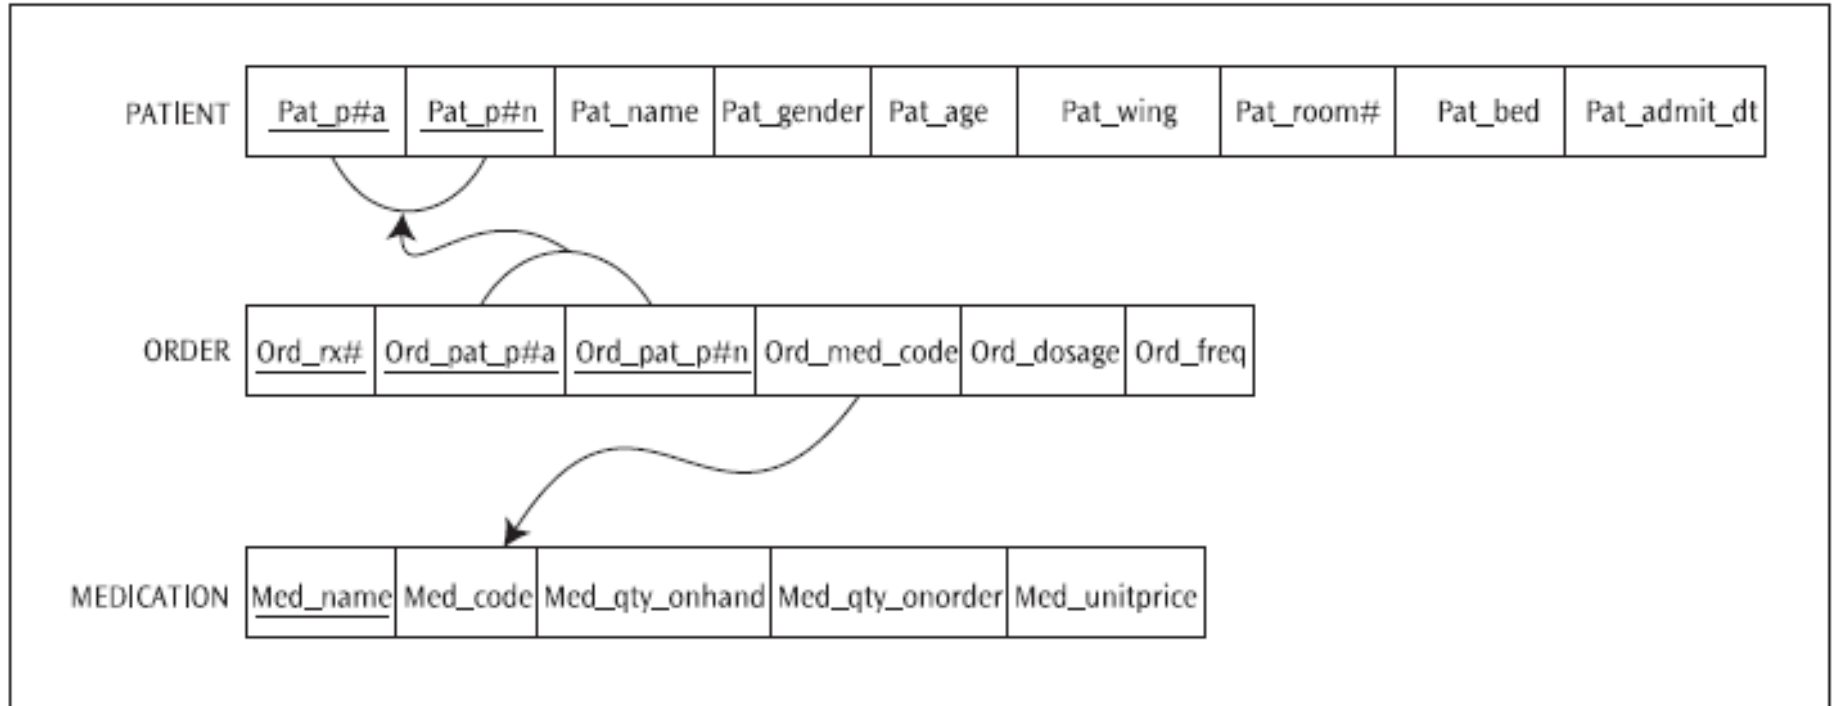 PATIENT Pat_p#a Pat_p#n Pat_name Pat_gender Pat_age Pat_wing Pat_room# Pat_bed Pat_admit_dt
ORDER Ord_rx# Ord_pat_p#a Ord_pat_p#n Ord_med_code Ord_dosage Ord_freq
MEDICATION Med_name Med_code Med_qty_onhand Med_qty_onorder Med_unitprice